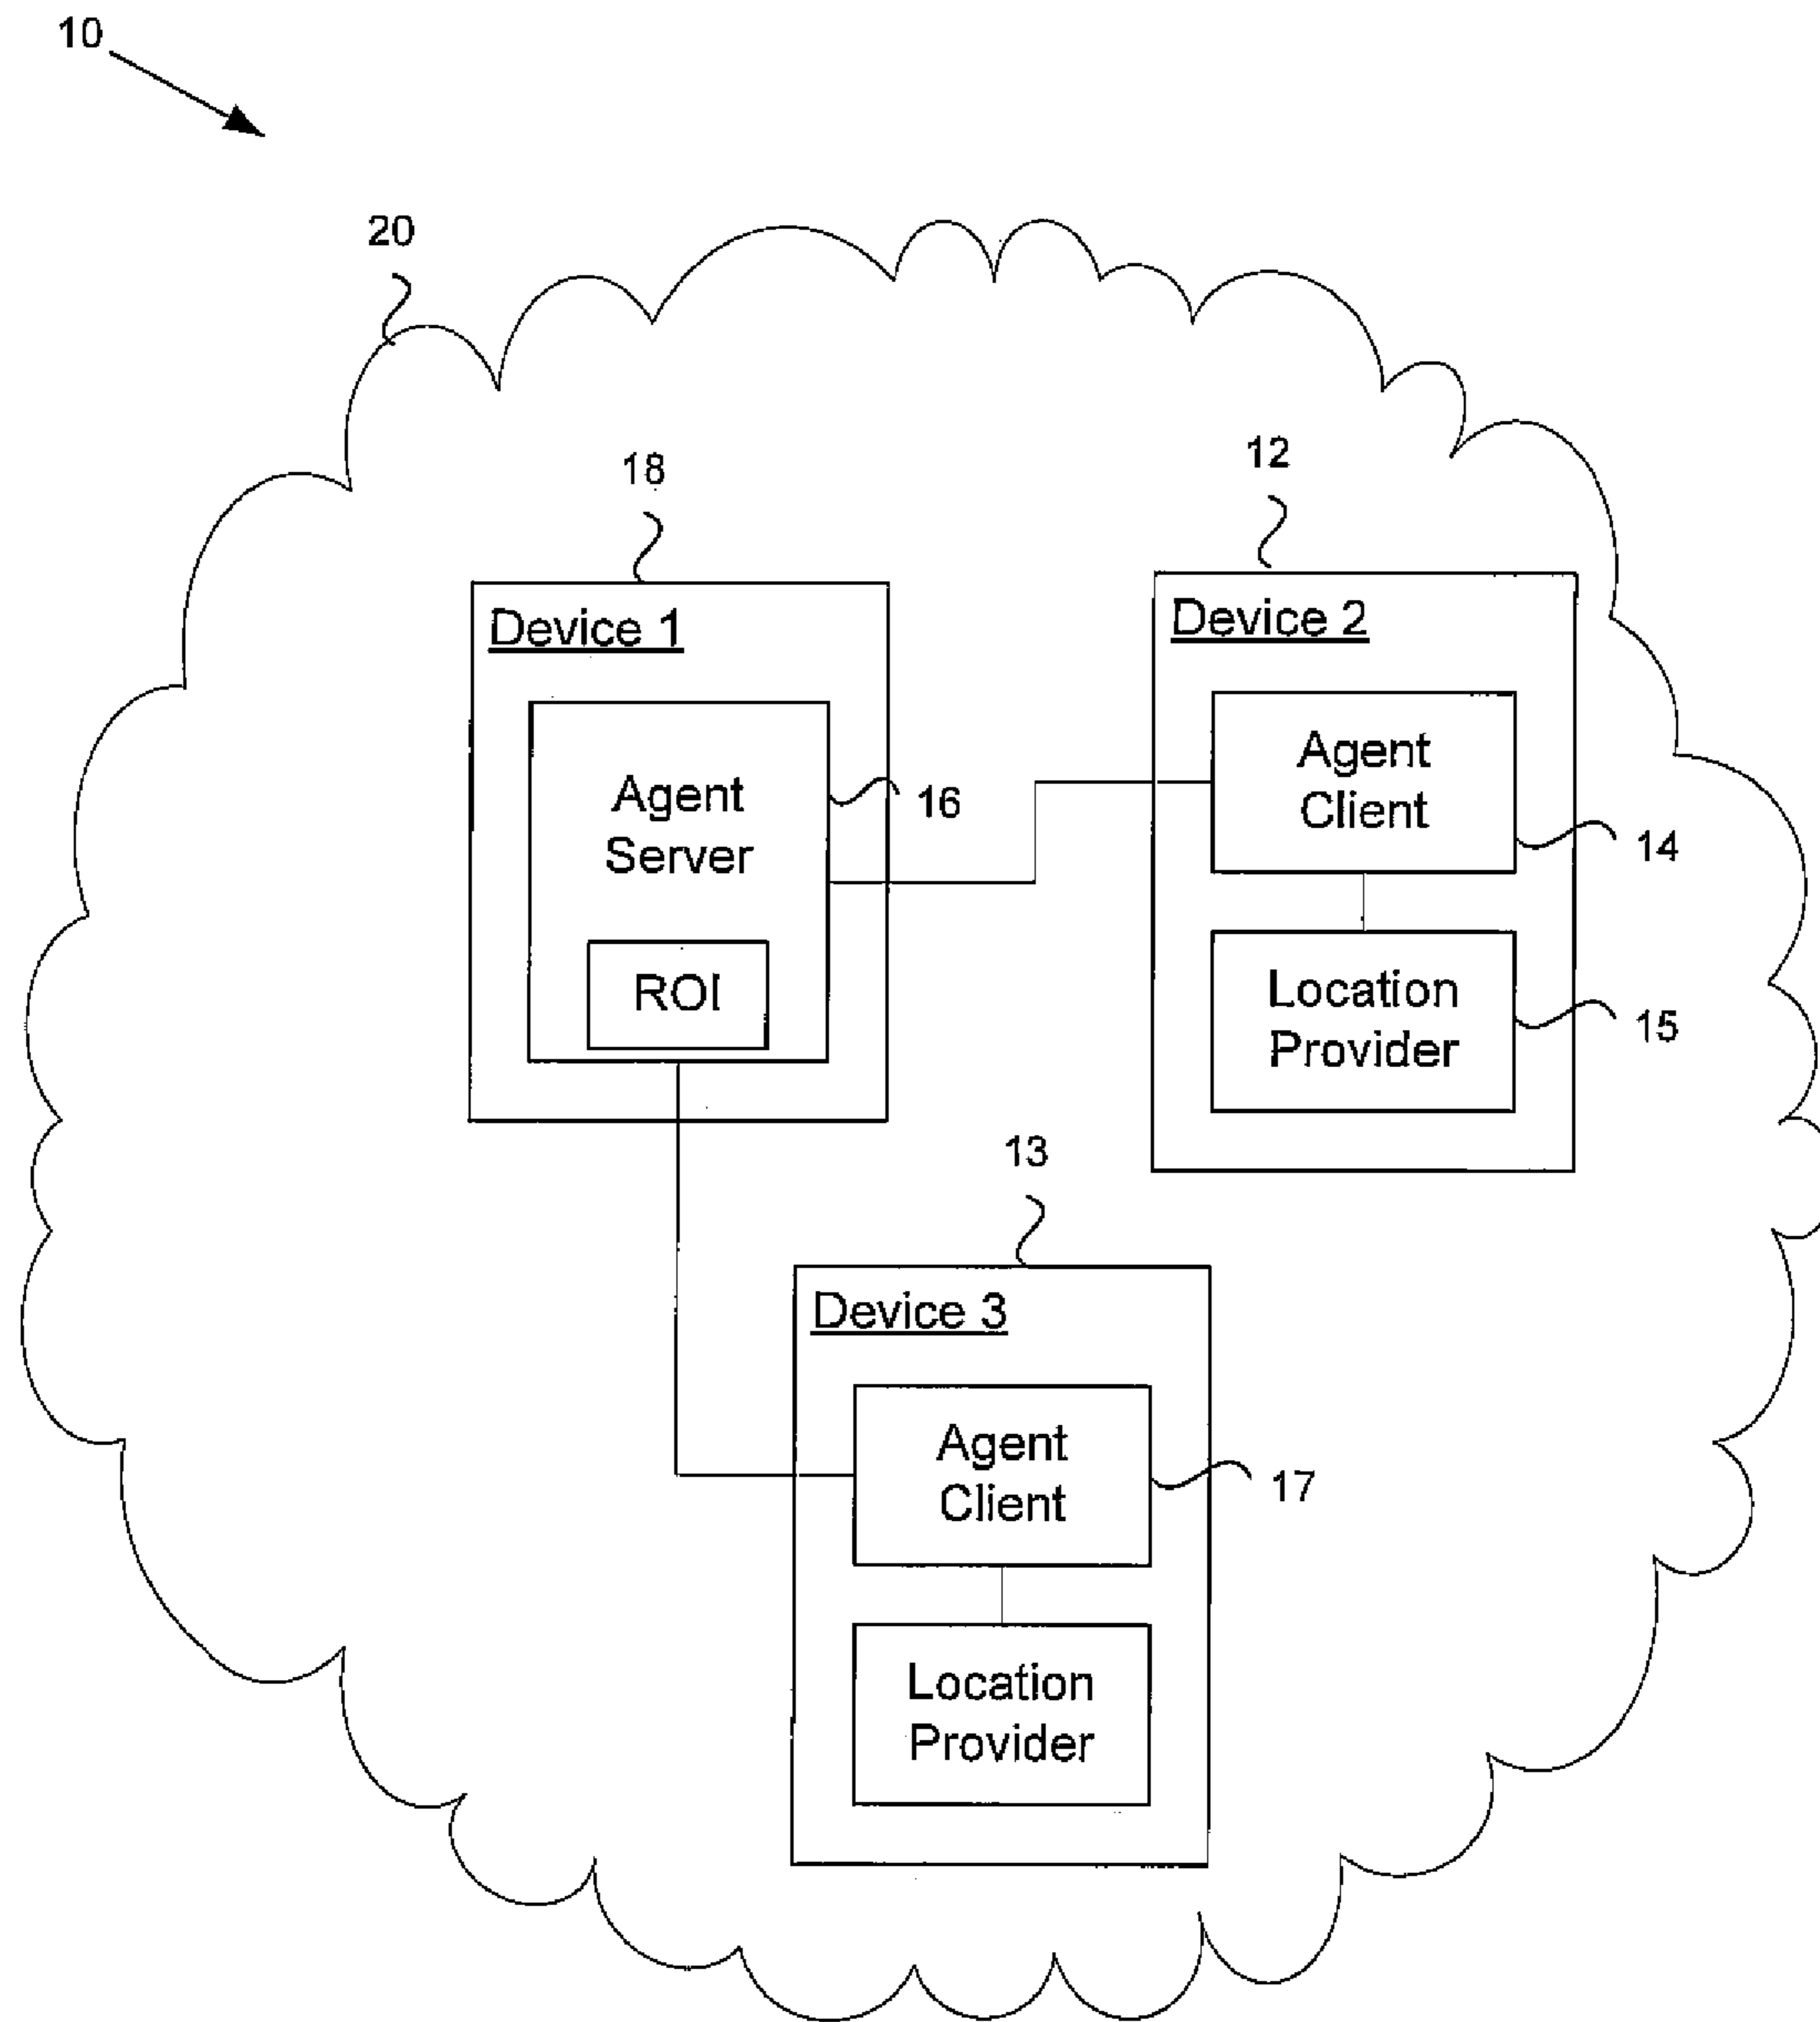 10
20
18
12
Device 1
Device 2
Agent
Server
16
Agent
Client
14
ROI
Location
Provider
15
13
Device 3
Agent
Client
17
Location
Provider